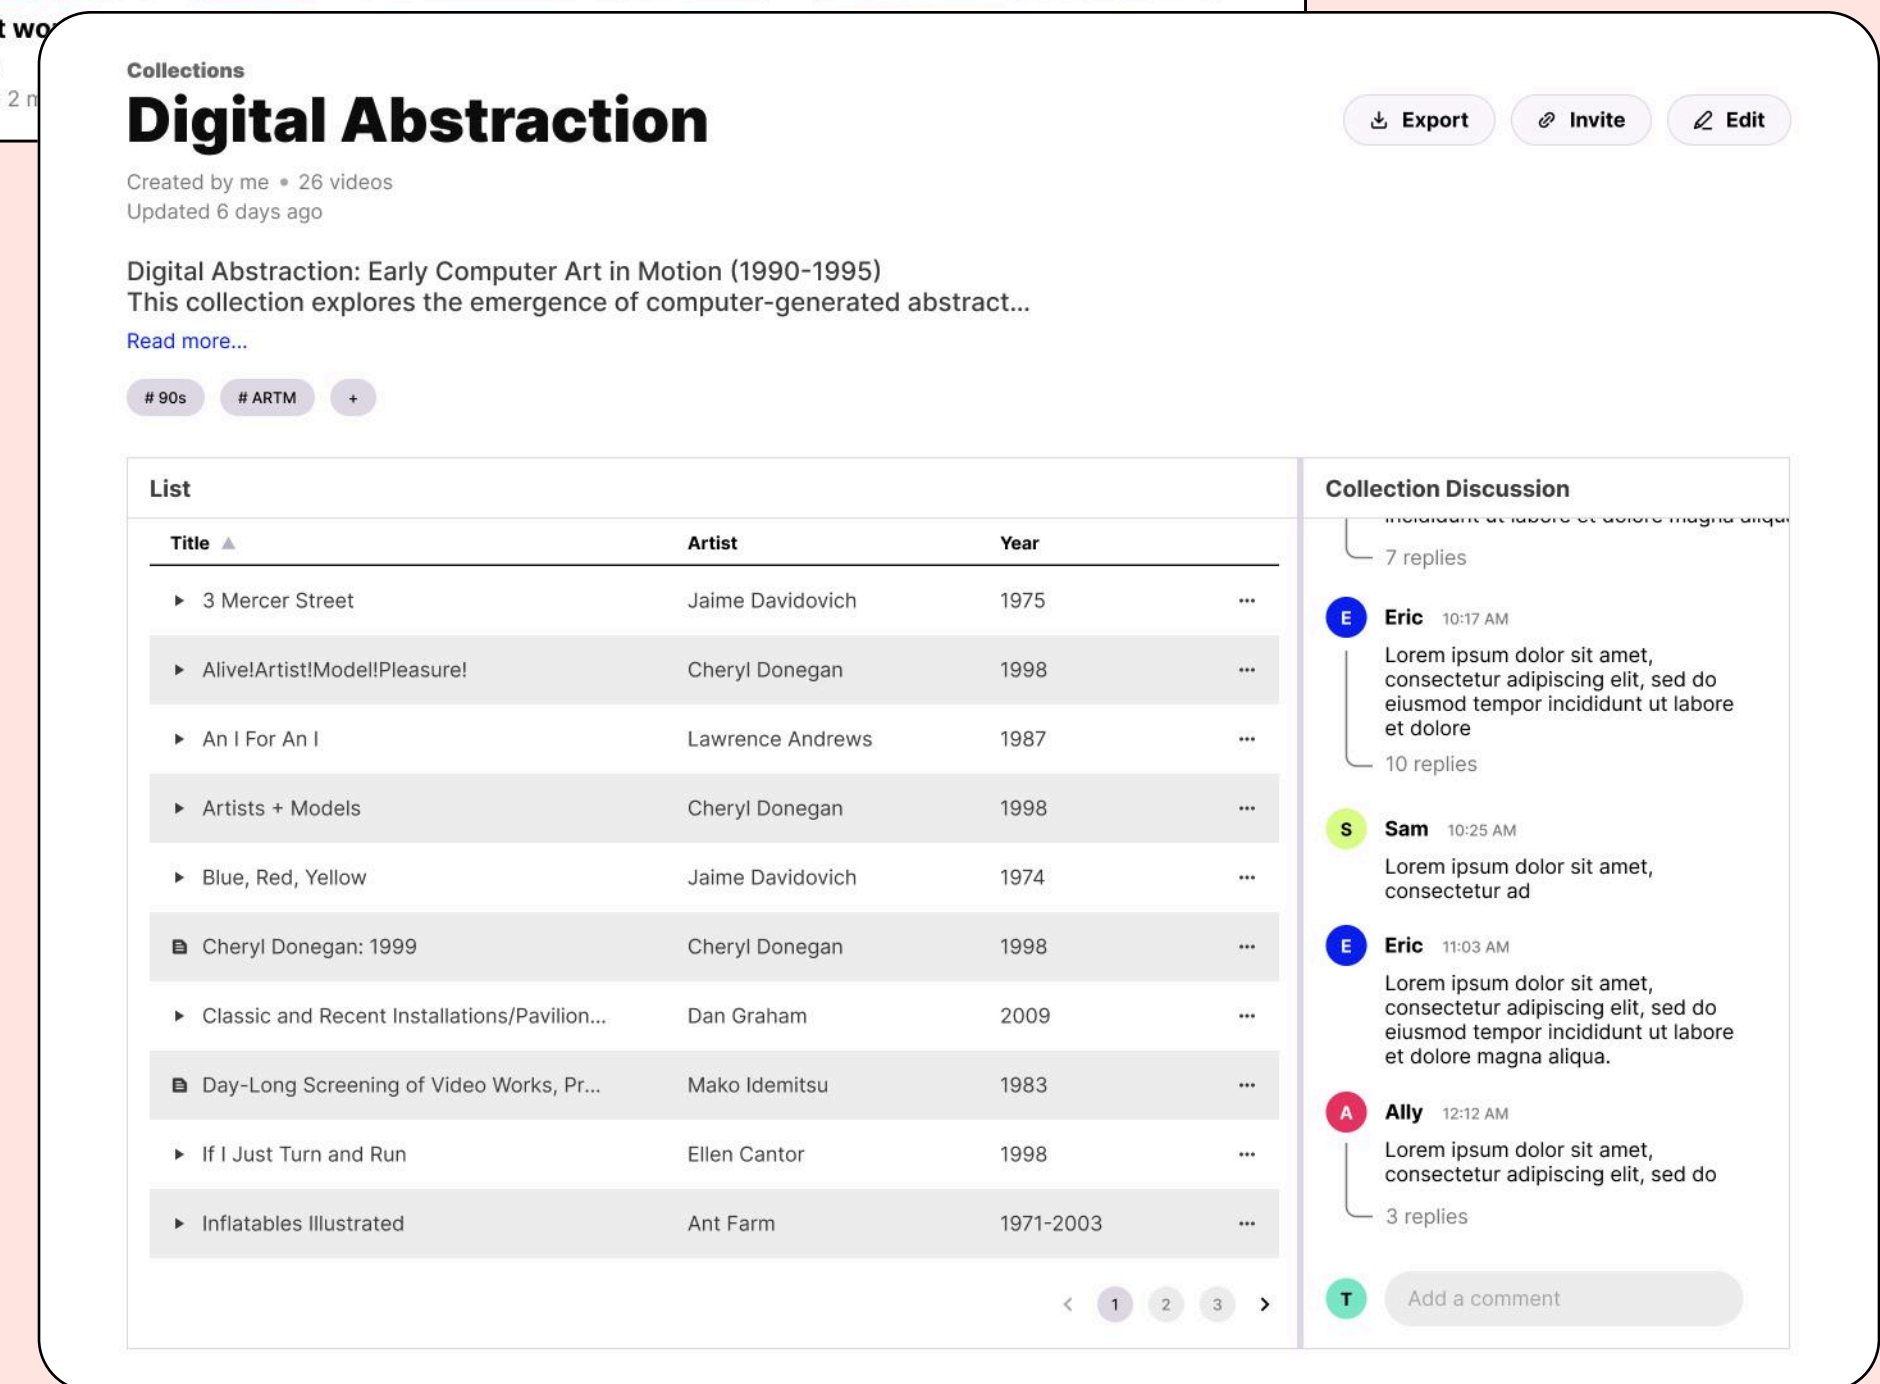 Collections
Digital Abstraction
Export
Invite
Edit
Created by me • 26 videos
Updated 6 days ago
Digital Abstraction: Early Computer Art in Motion (1990-1995)
This collection explores the emergence of computer-generated abstract...
Read more...
# 90s # ARTM +
List
Title Artist Year
3 Mercer Street Jaime Davidovich 1975 •••
Alive!Artist!Model!Pleasure! Cheryl Donegan 1998 •••
An I For An I Lawrence Andrews 1987 •••
Artists + Models Cheryl Donegan 1998 •••
Blue, Red, Yellow Jaime Davidovich 1974 •••
Cheryl Donegan: 1999 Cheryl Donegan 1998 •••
Classic and Recent Installations/Pavilion... Dan Graham 2009 •••
Day-Long Screening of Video Works, Pr... Mako Idemitsu 1983 •••
If I Just Turn and Run Ellen Cantor 1998 •••
Inflatables Illustrated Ant Farm 1971-2003 •••
< 1 2 3 >
Collection Discussion
incididunt ut labore et dolore magna
7 replies
E Eric 10:17 AM
Lorem ipsum dolor sit amet,
consectetur adipiscing elit, sed do
eiusmod tempor incididunt ut labore
et dolore
10 replies
S Sam 10:25 AM
Lorem ipsum dolor sit amet,
consectetur ad
E Eric 11:03 AM
Lorem ipsum dolor sit amet,
consectetur adipiscing elit, sed do
eiusmod tempor incididunt ut labore
et dolore magna aliqua.
A Ally 12:12 AM
Lorem ipsum dolor sit amet,
consectetur adipiscing elit, sed do
3 replies
T Add a comment